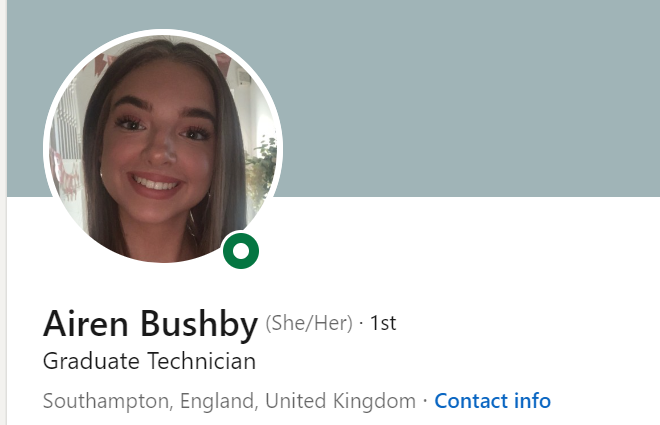 Airen Bushby (She/Her) · 1st
Graduate Technician
Southampton, England, United Kingdom · Contact info